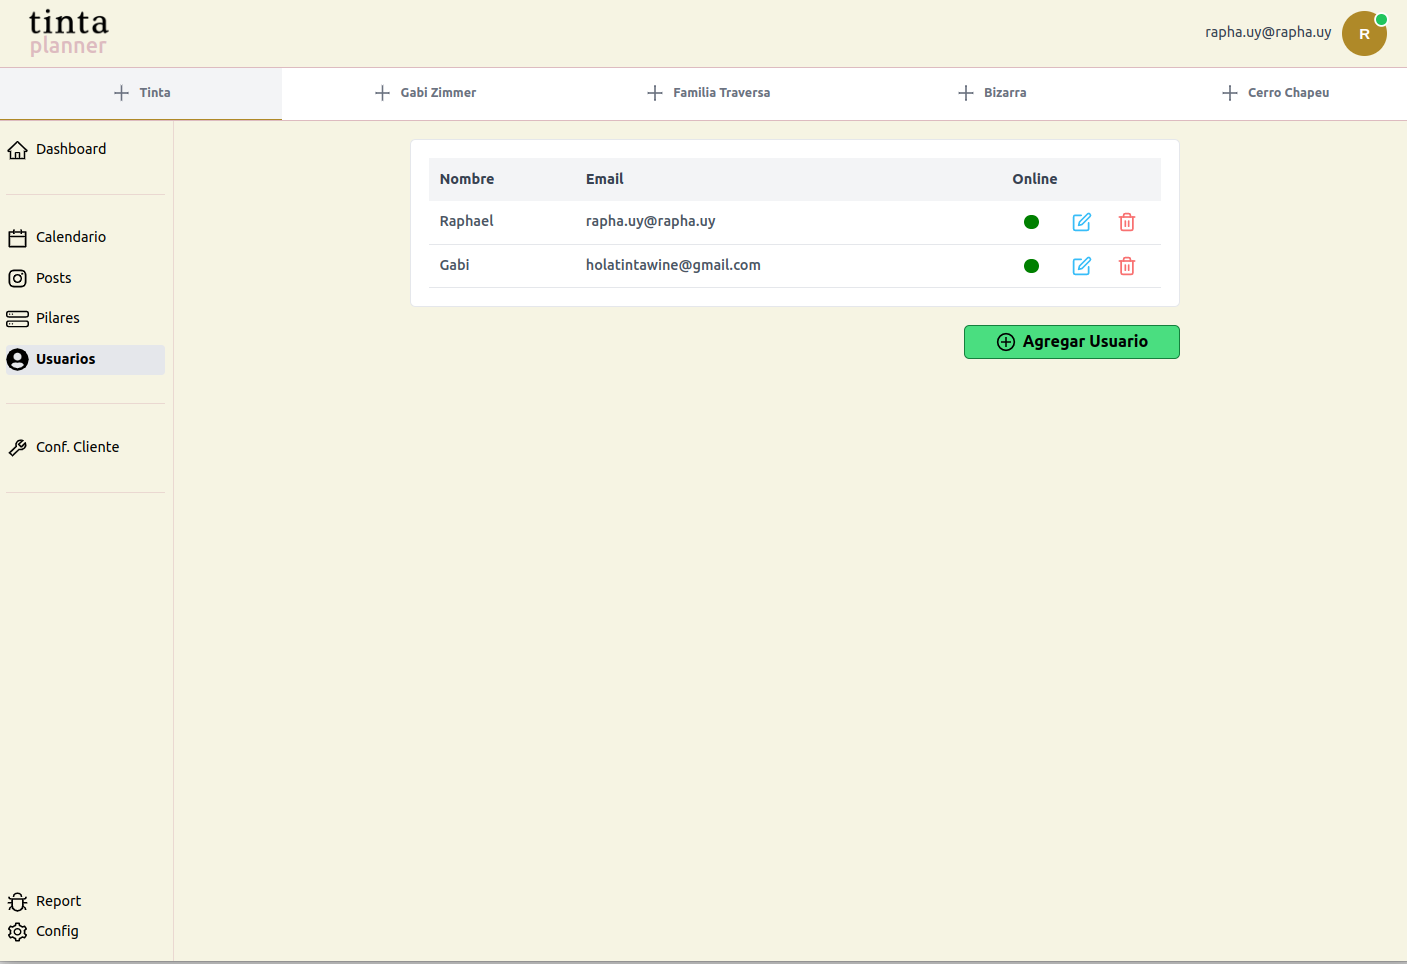 tinta
planner
rapha.uy@rapha.uy
R
Tinta
Gabi Zimmer
Familia Traversa
Bizarra
Cerro Chapeu
Dashboard
Calendario
Posts
Pilares
Usuarios
Conf. Cliente
Report
Config
Nombre Email Online
Raphael rapha.uy@rapha.uy
Gabi holatintawine@gmail.com
Agregar Usuario